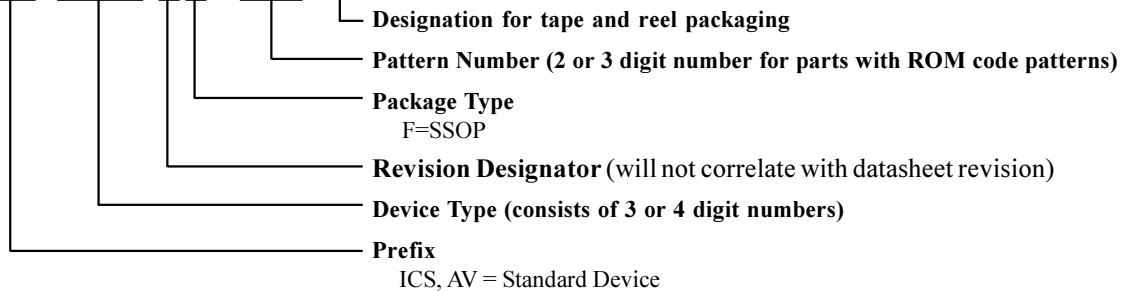 Designation for tape and reel packaging
Pattern Number (2 or 3 digit number for parts with ROM code patterns)
Package Type
F=SSOP
Revision Designator (will not correlate with datasheet revision)
Device Type (consists of 3 or 4 digit numbers)
Prefix
ICS, AV = Standard Device